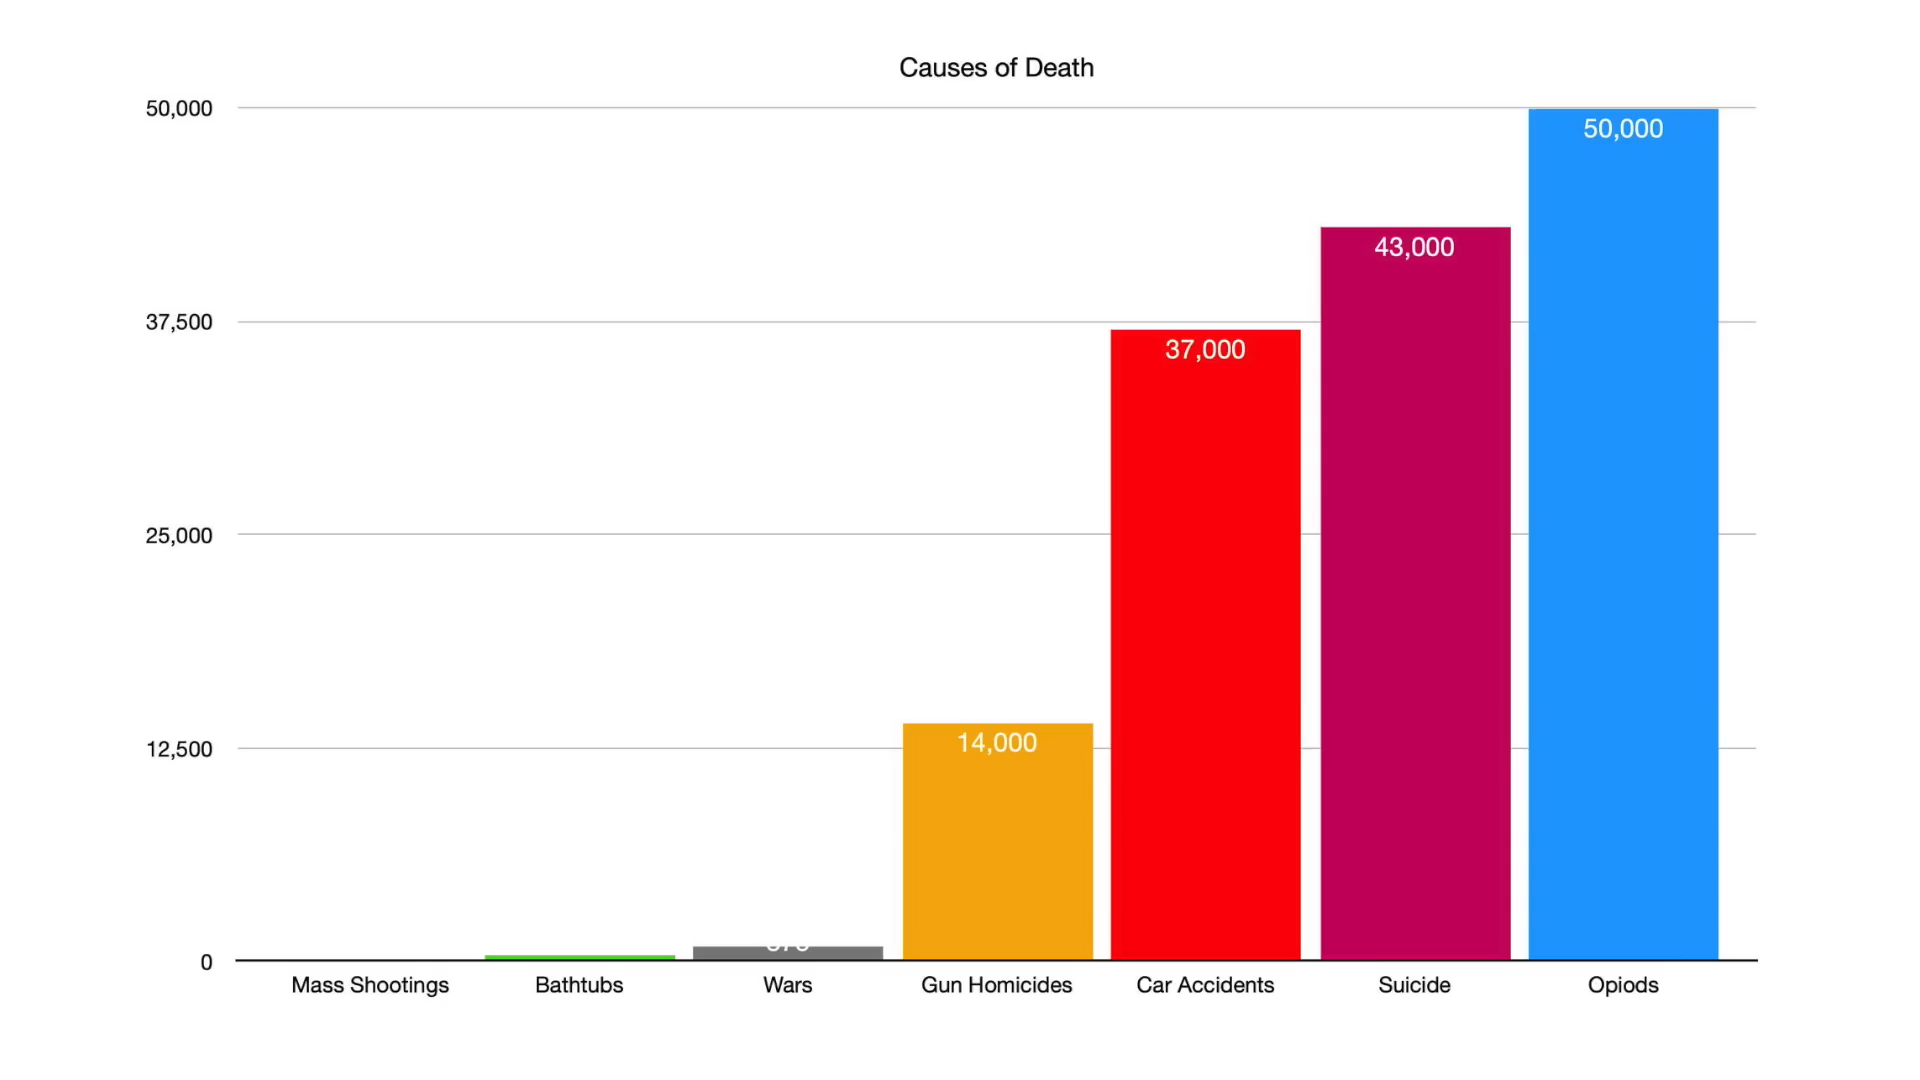 Causes of Death
50,000
37,500
25,000
12,500
0
50,000
43,000
37,000
14,000
Mass Shootings
Bathtubs
Wars
Gun Homicides
Car Accidents
Suicide
Opiods